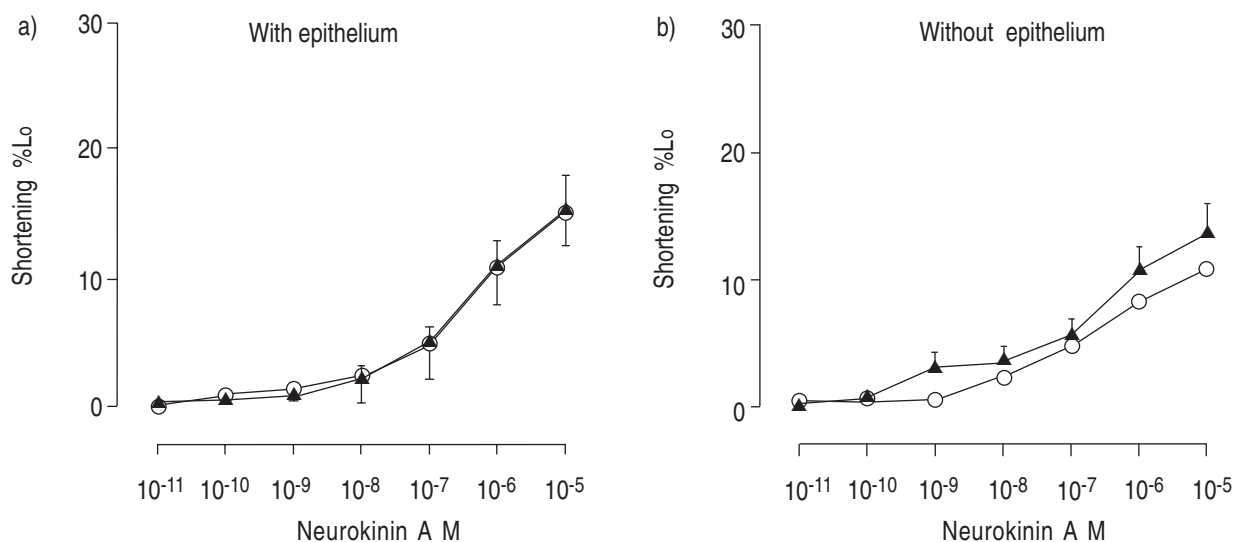 a)
With epithelium
30
20
10
0
Shortening %Lo
10-11 10-10 10-9 10-8 10-7 10-6 10-5
Neurokinin A M
b)
Without epithelium
30
20
10
0
Shortening %Lo
10-11 10-10 10-9 10-8 10-7 10-6 10-5
Neurokinin A M